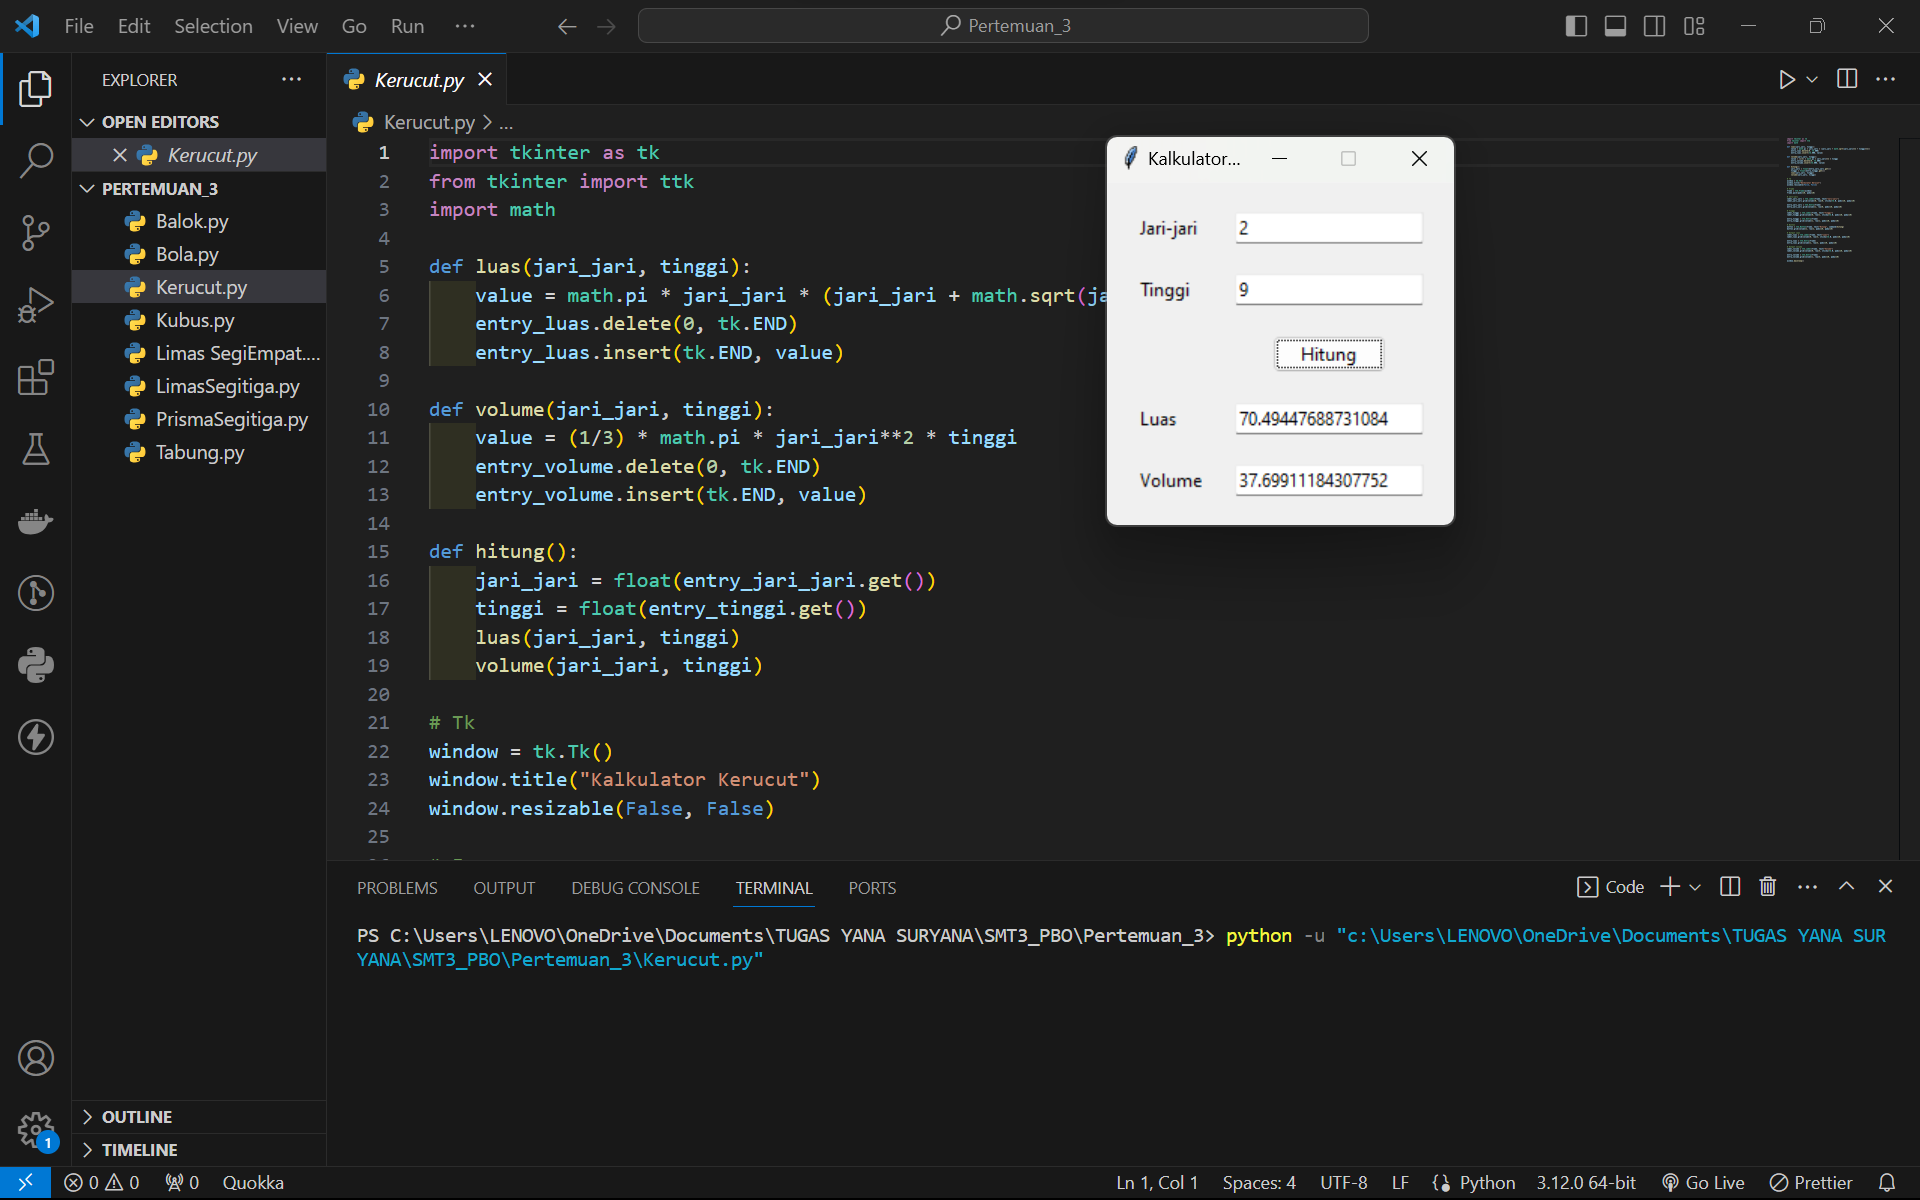 File Edit Selection View Go Run ··· Pertemuan_3
EXPLORER
OPEN EDITORS
Kerucut.py
PERTEMUAN_3
Balok.py
Bola.py
Kerucut.py
Kubus.py
Limas SegiEmpat....
LimasSegitiga.py
PrismaSegitiga.py
Tabung.py
OUTLINE
TIMELINE
Kerucut.py
Kerucut.py > ...
1 import tkinter as tk
2 from tkinter import ttk
3 import math
4
5 def luas(jari_jari, tinggi):
6 value = math.pi * jari_jari * (jari_jari + math.sqrt(ja
7 entry_luas.delete(0, tk.END)
8 entry_luas.insert(tk.END, value)
9
10 def volume(jari_jari, tinggi):
11 value = (1/3) * math.pi * jari_jari**2 * tinggi
12 entry_volume.delete(0, tk.END)
13 entry_volume.insert(tk.END, value)
14
15 def hitung():
16 jari_jari = float(entry_jari_jari.get())
17 tinggi = float(entry_tinggi.get())
18 luas(jari_jari, tinggi)
19 volume(jari_jari, tinggi)
20
21 # Tk
22 window = tk.Tk()
23 window.title("Kalkulator Kerucut")
24 window.resizable(False, False)
25
Kalkulator...
Jari-jari 2
Tinggi 9
Hitung
Luas 70.49447688731084
Volume 37.69911184307752
PROBLEMS OUTPUT DEBUG CONSOLE TERMINAL PORTS Code
PS C:\Users\LENOVO\OneDrive\Documents\TUGAS YANA SURYANA\SMT3_PBO\Pertemuan_3> python -u "c:\Users\LENOVO\OneDrive\Documents\TUGAS YANA SUR
YANA\SMT3_PBO\Pertemuan_3\Kerucut.py"
1
0 0 0 Quokka Ln 1, Col 1 Spaces: 4 UTF-8 LF Python 3.12.0 64-bit Go Live Prettier